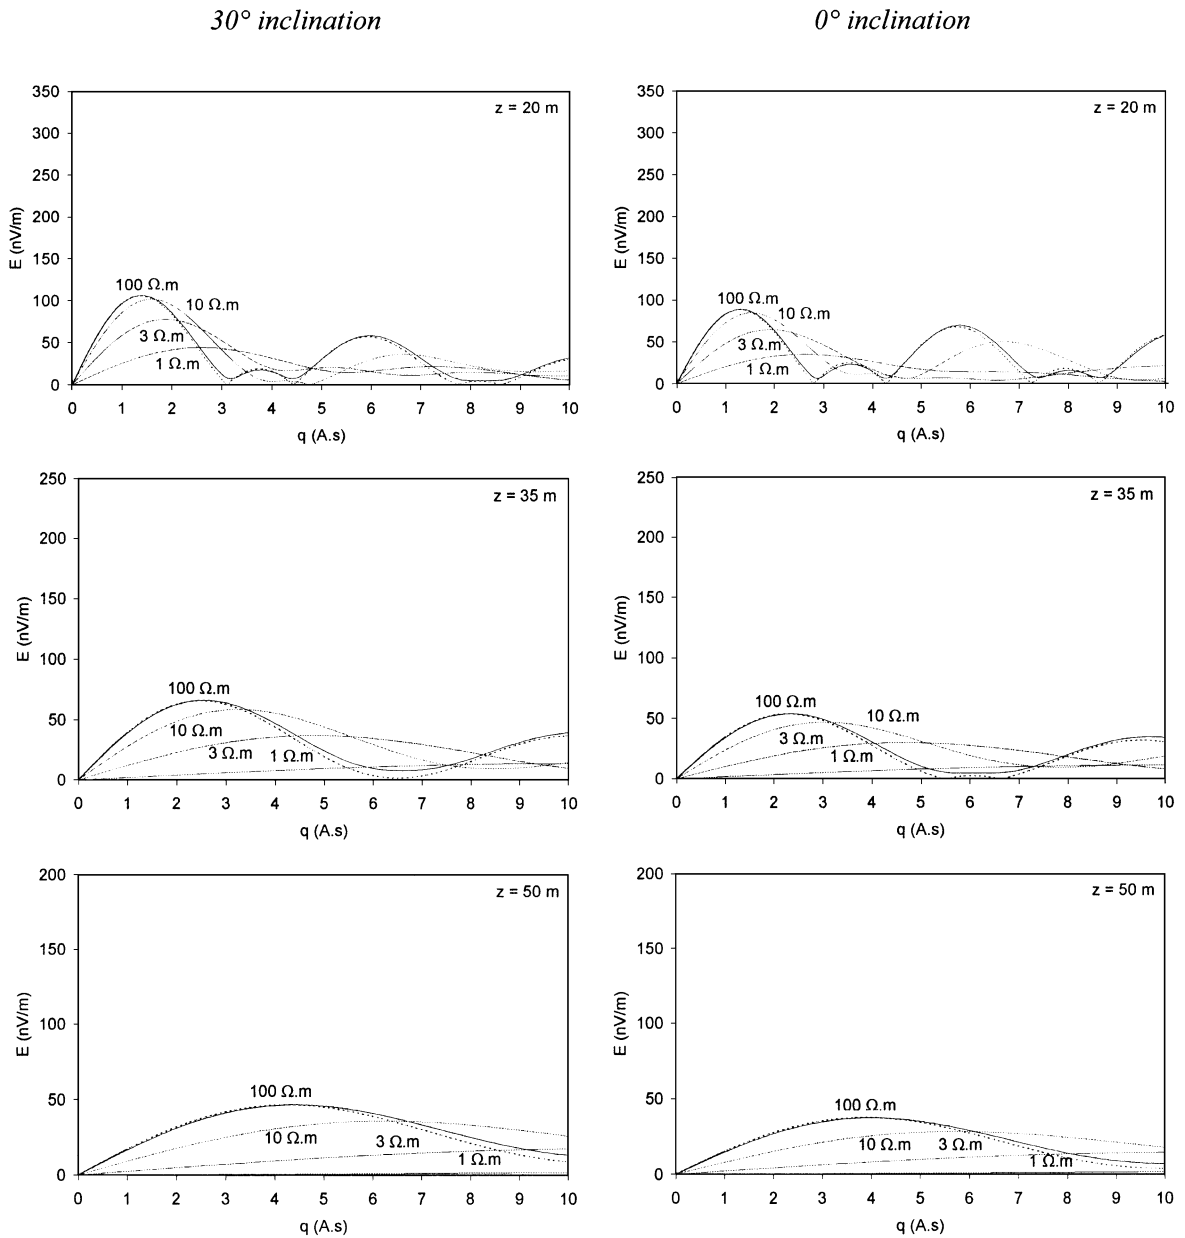 30° inclination
0° inclination
z = 20 m
350
300
250
200
150
100
50
0
E (nV/m)
100 Ω.m
10 Ω.m
3 Ω.m
1 Ω.m
0 1 2 3 4 5 6 7 8 9 10
q (A.s)
z = 20 m
350
300
250
200
150
100
50
0
E (nV/m)
100 Ω.m
10 Ω.m
3 Ω.m
1 Ω.m
0 1 2 3 4 5 6 7 8 9 10
q (A.s)
z = 35 m
250
200
150
100
50
0
E (nV/m)
100 Ω.m
10 Ω.m
3 Ω.m
1 Ω.m
0 1 2 3 4 5 6 7 8 9 10
q (A.s)
z = 35 m
250
200
150
100
50
0
E (nV/m)
100 Ω.m
10 Ω.m
3 Ω.m
1 Ω.m
0 1 2 3 4 5 6 7 8 9 10
q (A.s)
z = 50 m
200
150
100
50
0
E (nV/m)
100 Ω.m
10 Ω.m
3 Ω.m
1 Ω.m
0 1 2 3 4 5 6 7 8 9 10
q (A.s)
z = 50 m
200
150
100
50
0
E (nV/m)
100 Ω.m
10 Ω.m
3 Ω.m
1 Ω.m
0 1 2 3 4 5 6 7 8 9 10
q (A.s)